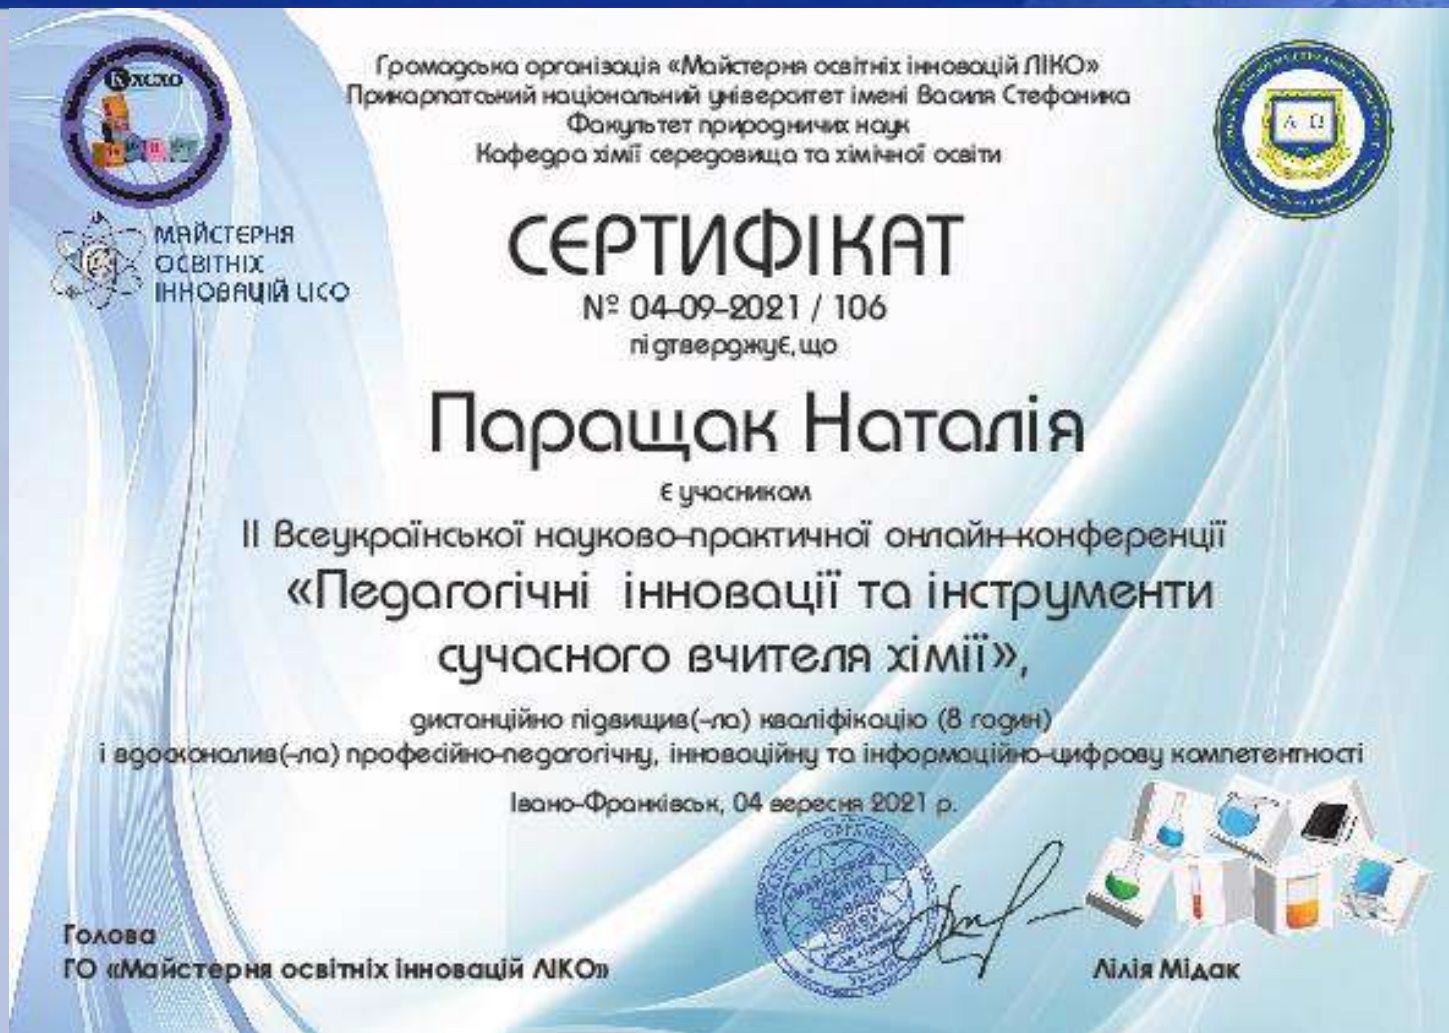 КХСХО
Громадська організація «Майстерня освітніх інновацій ЛІКО»
Прикарпатський національний університет імені Василя Стефаника
Факультет природничих наук
Кафедра хімії середовища та хімічної освіти
Α Ω
МАЙСТЕРНЯ
ОСВІТНІХ
ІННОВАЦІЙ LICO
СЕРТИФІКАТ
№ 04-09-2021 / 106
підтверджує, що
Паращак Наталія
є учасником
ІІ Всеукраїнської науково-практичної онлайн-конференції
«Педагогічні інновації та інструменти
сучасного вчителя хімії»,
дистанційно підвищив(-ла) кваліфікацію (8 годин)
і вдосконалив(-ла) професійно-педагогічну, інноваційну та інформаційно-цифрову компетентності
Івано-Франківськ, 04 вересня 2021 р.
Голова
ГО «Майстерня освітніх інновацій ЛІКО»
Лілія Мідак